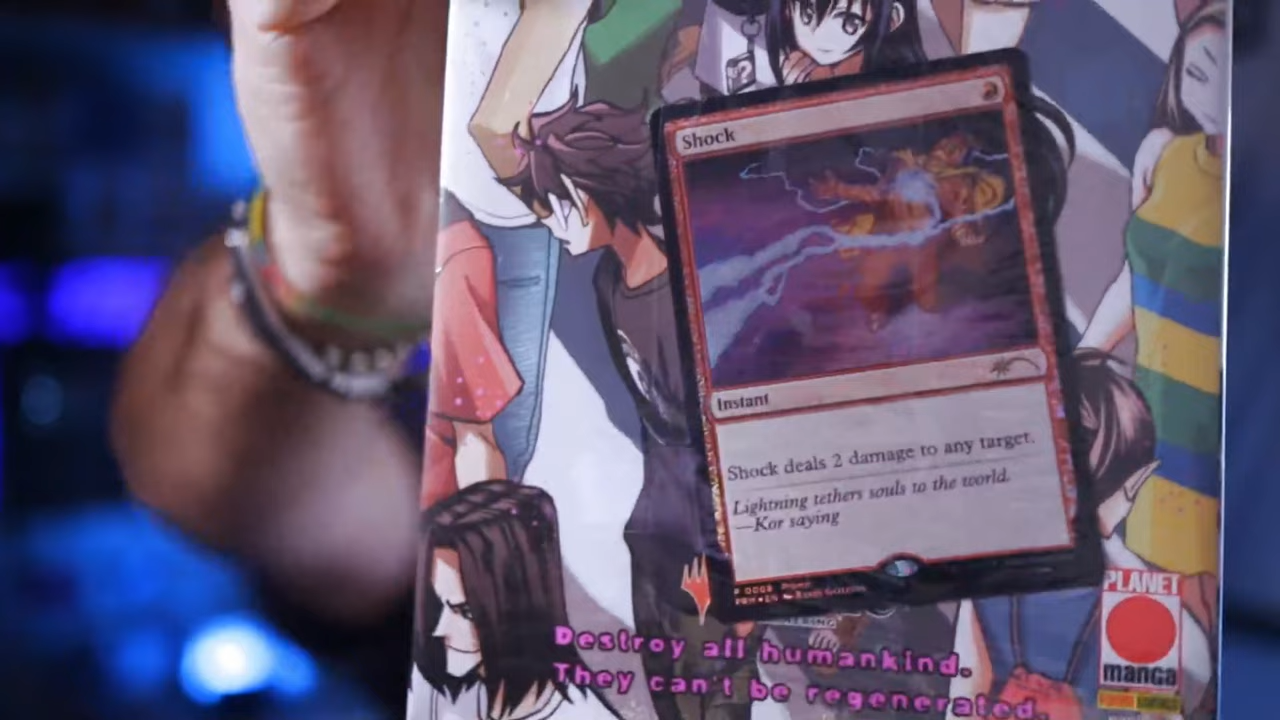 Shock
Instant
Shock deals 2 damage to any target.
Lightning tethers souls to the world.
—Kor saying
Destroy all humankind.
They can't be regenerated.
PLANET
manga